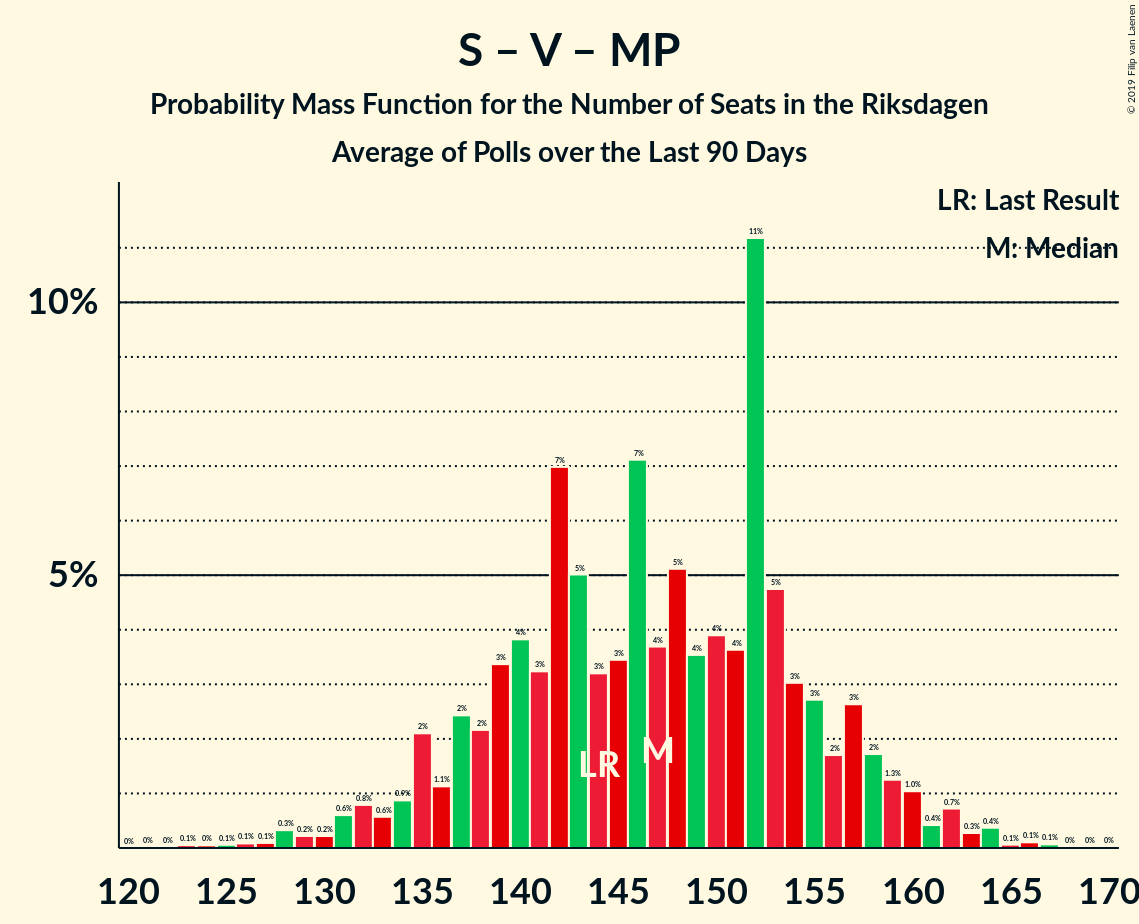 S – V – MP
Probability Mass Function for the Number of Seats in the Riksdagen
Average of Polls over the Last 90 Days
© 2019 Filip van Laenen
LR: Last Result
M: Median
10%
5%
0% 0% 0% 0.1% 0% 0.1% 0.1% 0.1% 0.3% 0.2% 0.2% 0.6% 0.8% 0.6% 0.9% 2% 1.1% 2% 2% 3% 4% 3% 7% 5% 3% 3% 7% 4% 5% 4% 4% 4% 11% 5% 3% 3% 2% 3% 2% 1.3% 1.0% 0.4% 0.7% 0.3% 0.4% 0.1% 0.1% 0.1% 0% 0% 0%
LR M
120 125 130 135 140 145 150 155 160 165 170